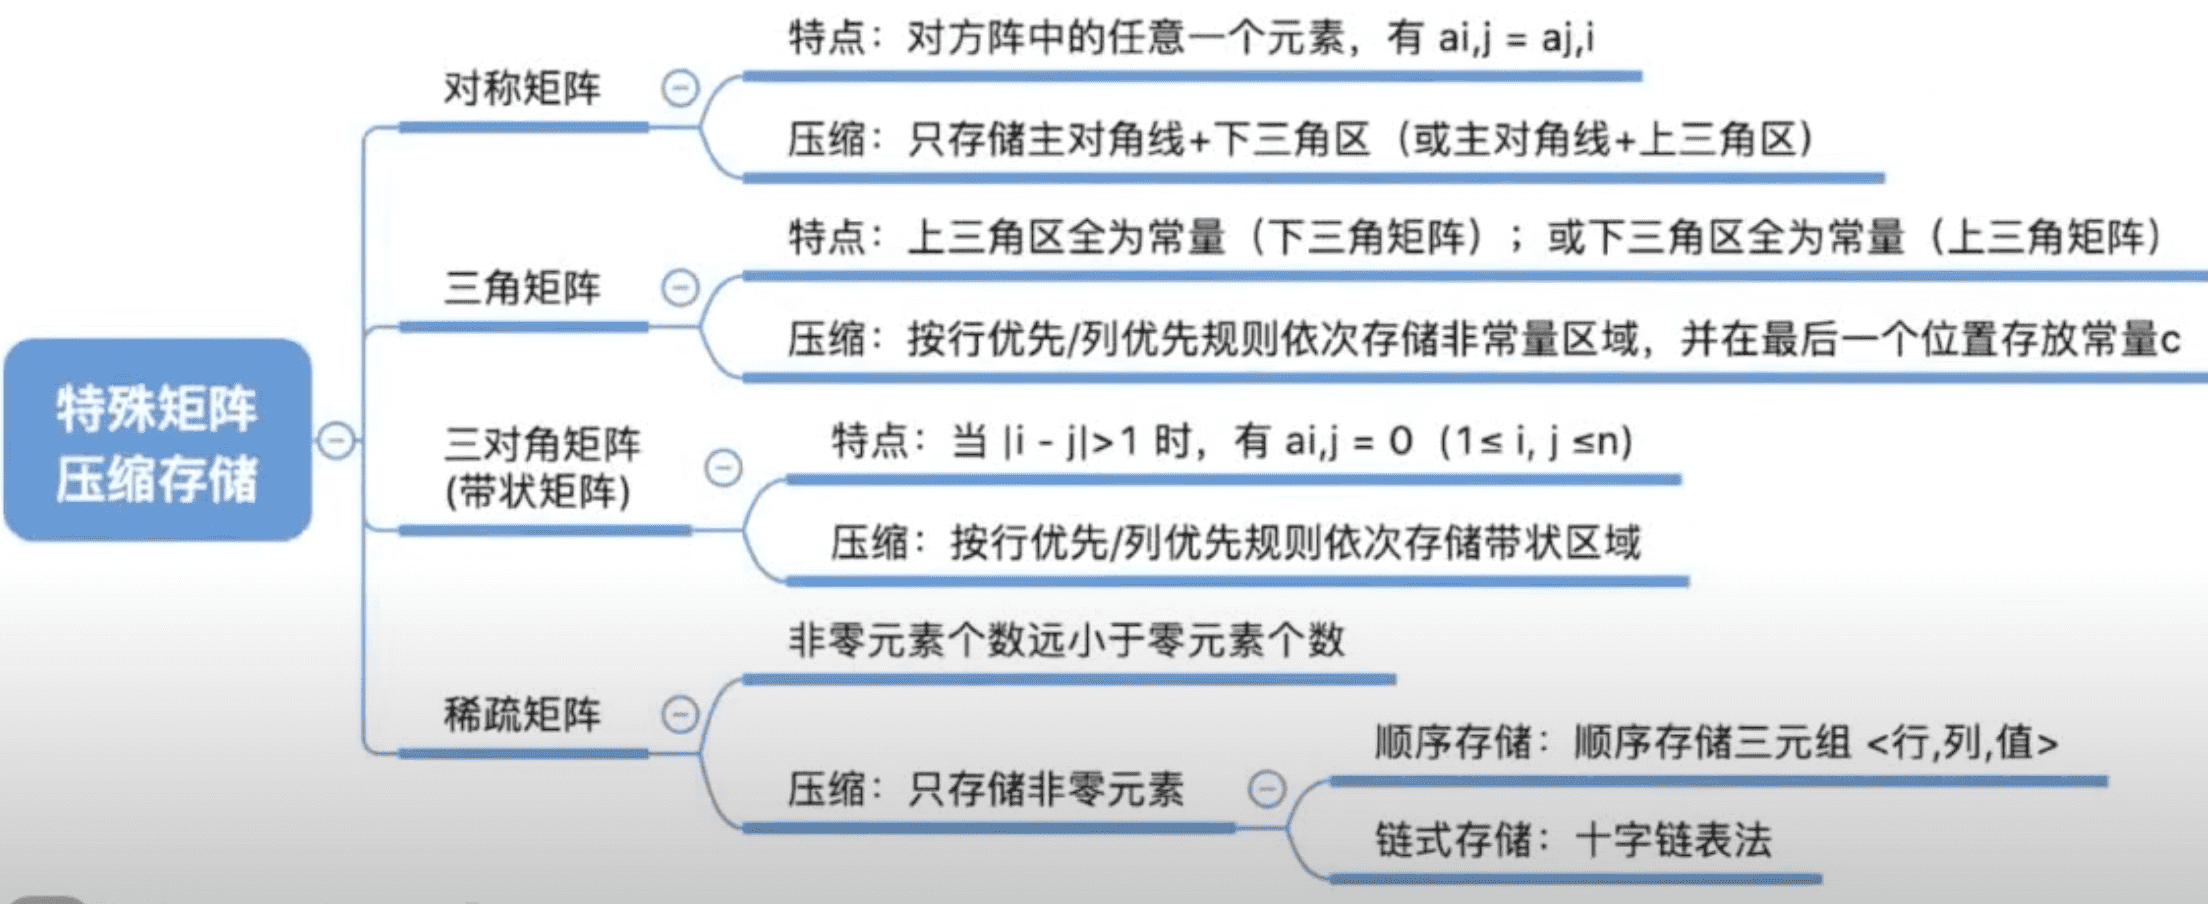 特殊矩阵
压缩存储
对称矩阵
特点：对方阵中的任意一个元素，有 ai,j = aj,i
压缩：只存储主对角线+下三角区（或主对角线+上三角区）
三角矩阵
特点：上三角区全为常量（下三角矩阵）；或下三角区全为常量（上三角矩阵）
压缩：按行优先/列优先规则依次存储非常量区域，并在最后一个位置存放常量c
三对角矩阵
(带状矩阵)
特点：当 |i - j|>1 时，有 ai,j = 0（1≤ i, j ≤n）
压缩：按行优先/列优先规则依次存储带状区域
稀疏矩阵
非零元素个数远小于零元素个数
压缩：只存储非零元素
顺序存储：顺序存储三元组 <行,列,值>
链式存储：十字链表法